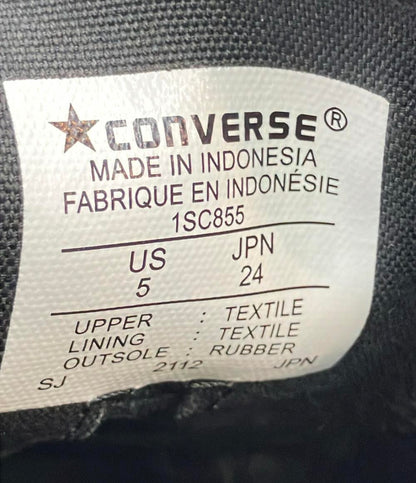 CONVERSE®
MADE IN INDONESIA
FABRIQUE EN INDONÉSIE
1SC855
US JPN
5 24
UPPER : TEXTILE
LINING : TEXTILE
OUTSOLE : RUBBER
SJ 2112 JPN